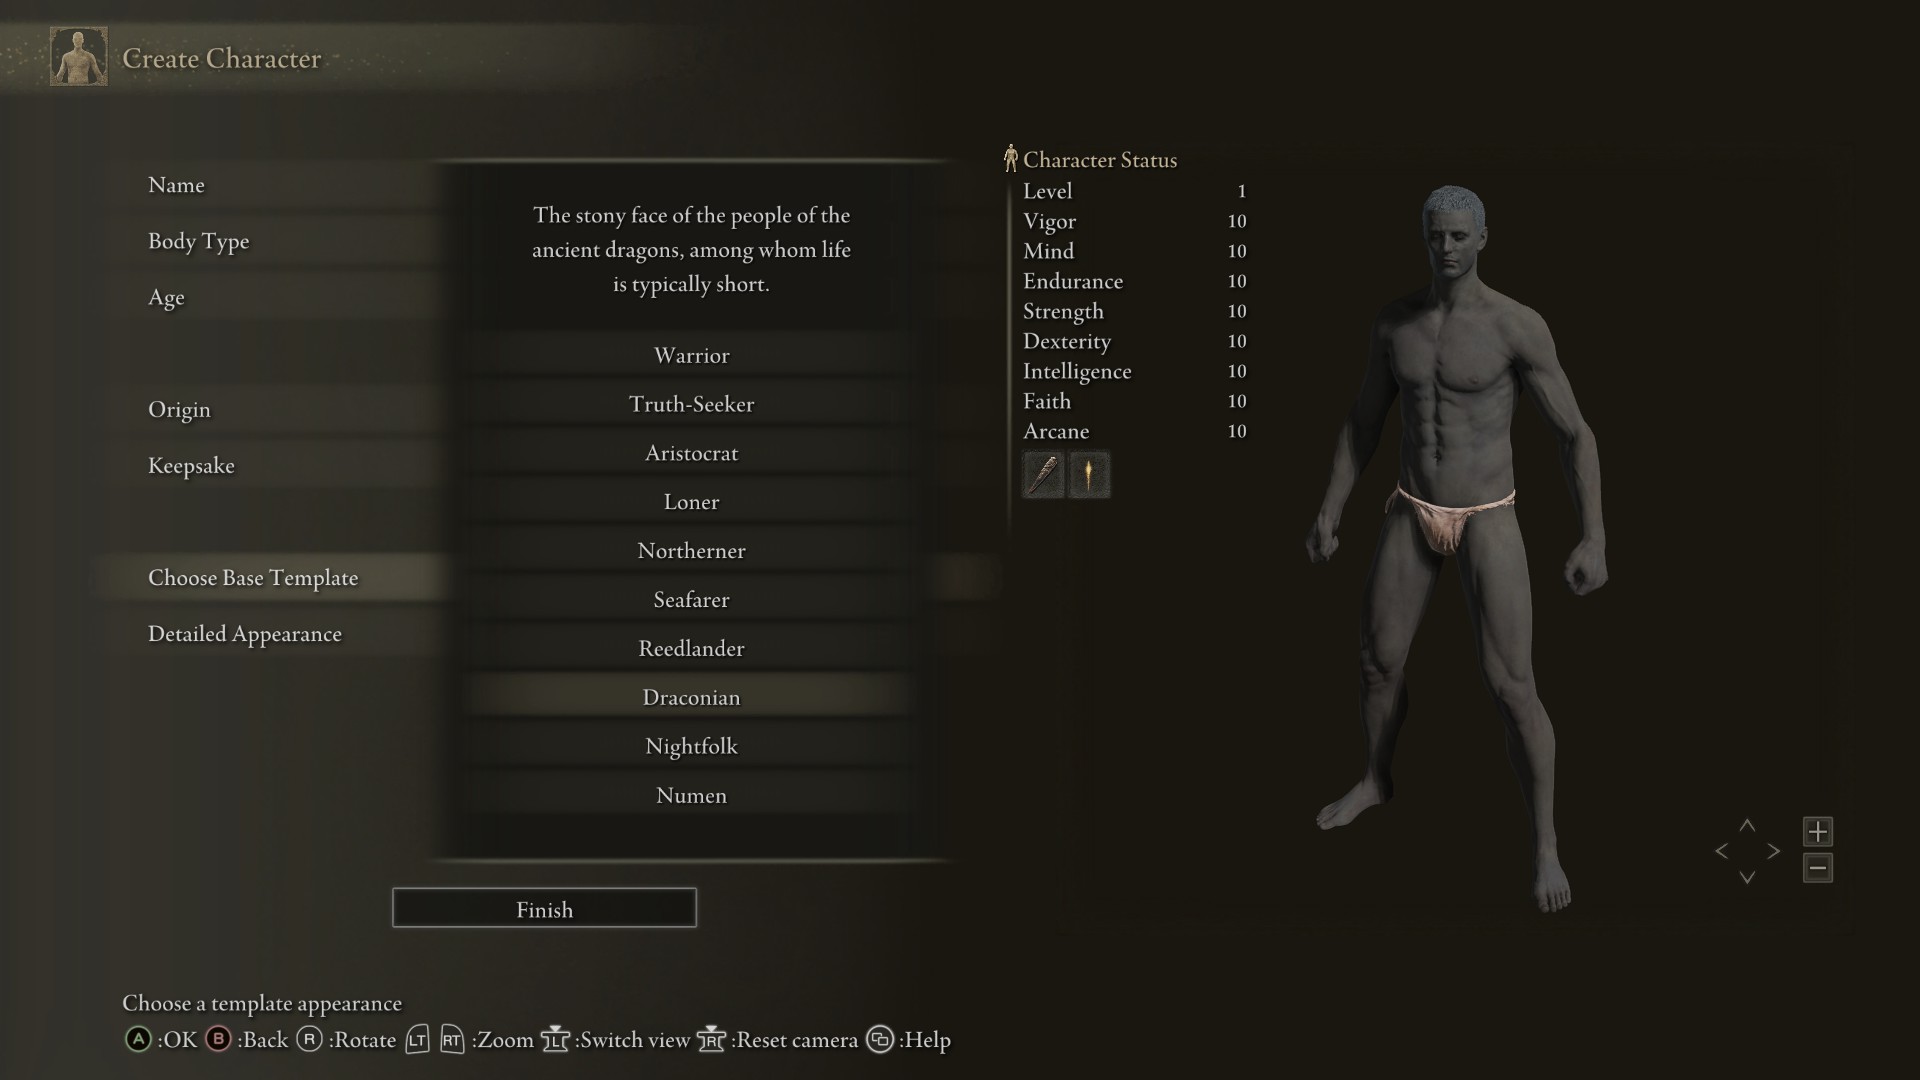 Create Character
Name
Body Type
Age
Origin
Keepsake
Choose Base Template
Detailed Appearance
The stony face of the people of the
ancient dragons, among whom life
is typically short.
Warrior
Truth-Seeker
Aristocrat
Loner
Northerner
Seafarer
Reedlander
Draconian
Nightfolk
Numen
Finish
Character Status
Level 1
Vigor 10
Mind 10
Endurance 10
Strength 10
Dexterity 10
Intelligence 10
Faith 10
Arcane 10
Choose a template appearance
A :OK B :Back R :Rotate LT RT :Zoom L :Switch view R :Reset camera :Help